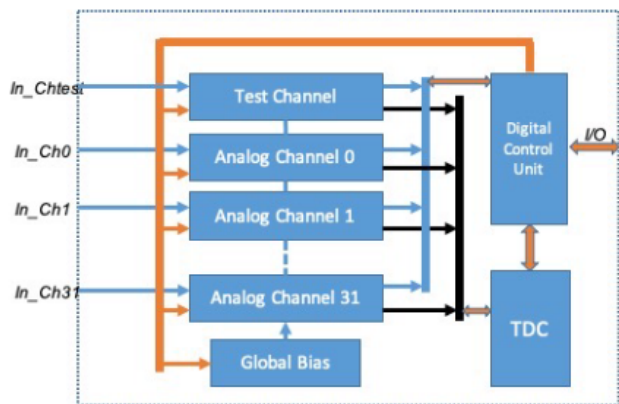 In_Chtest
Test Channel
In_Ch0
Analog Channel 0
In_Ch1
Analog Channel 1
In_Ch31
Analog Channel 31
Global Bias
Digital
Control
Unit
I/O
TDC